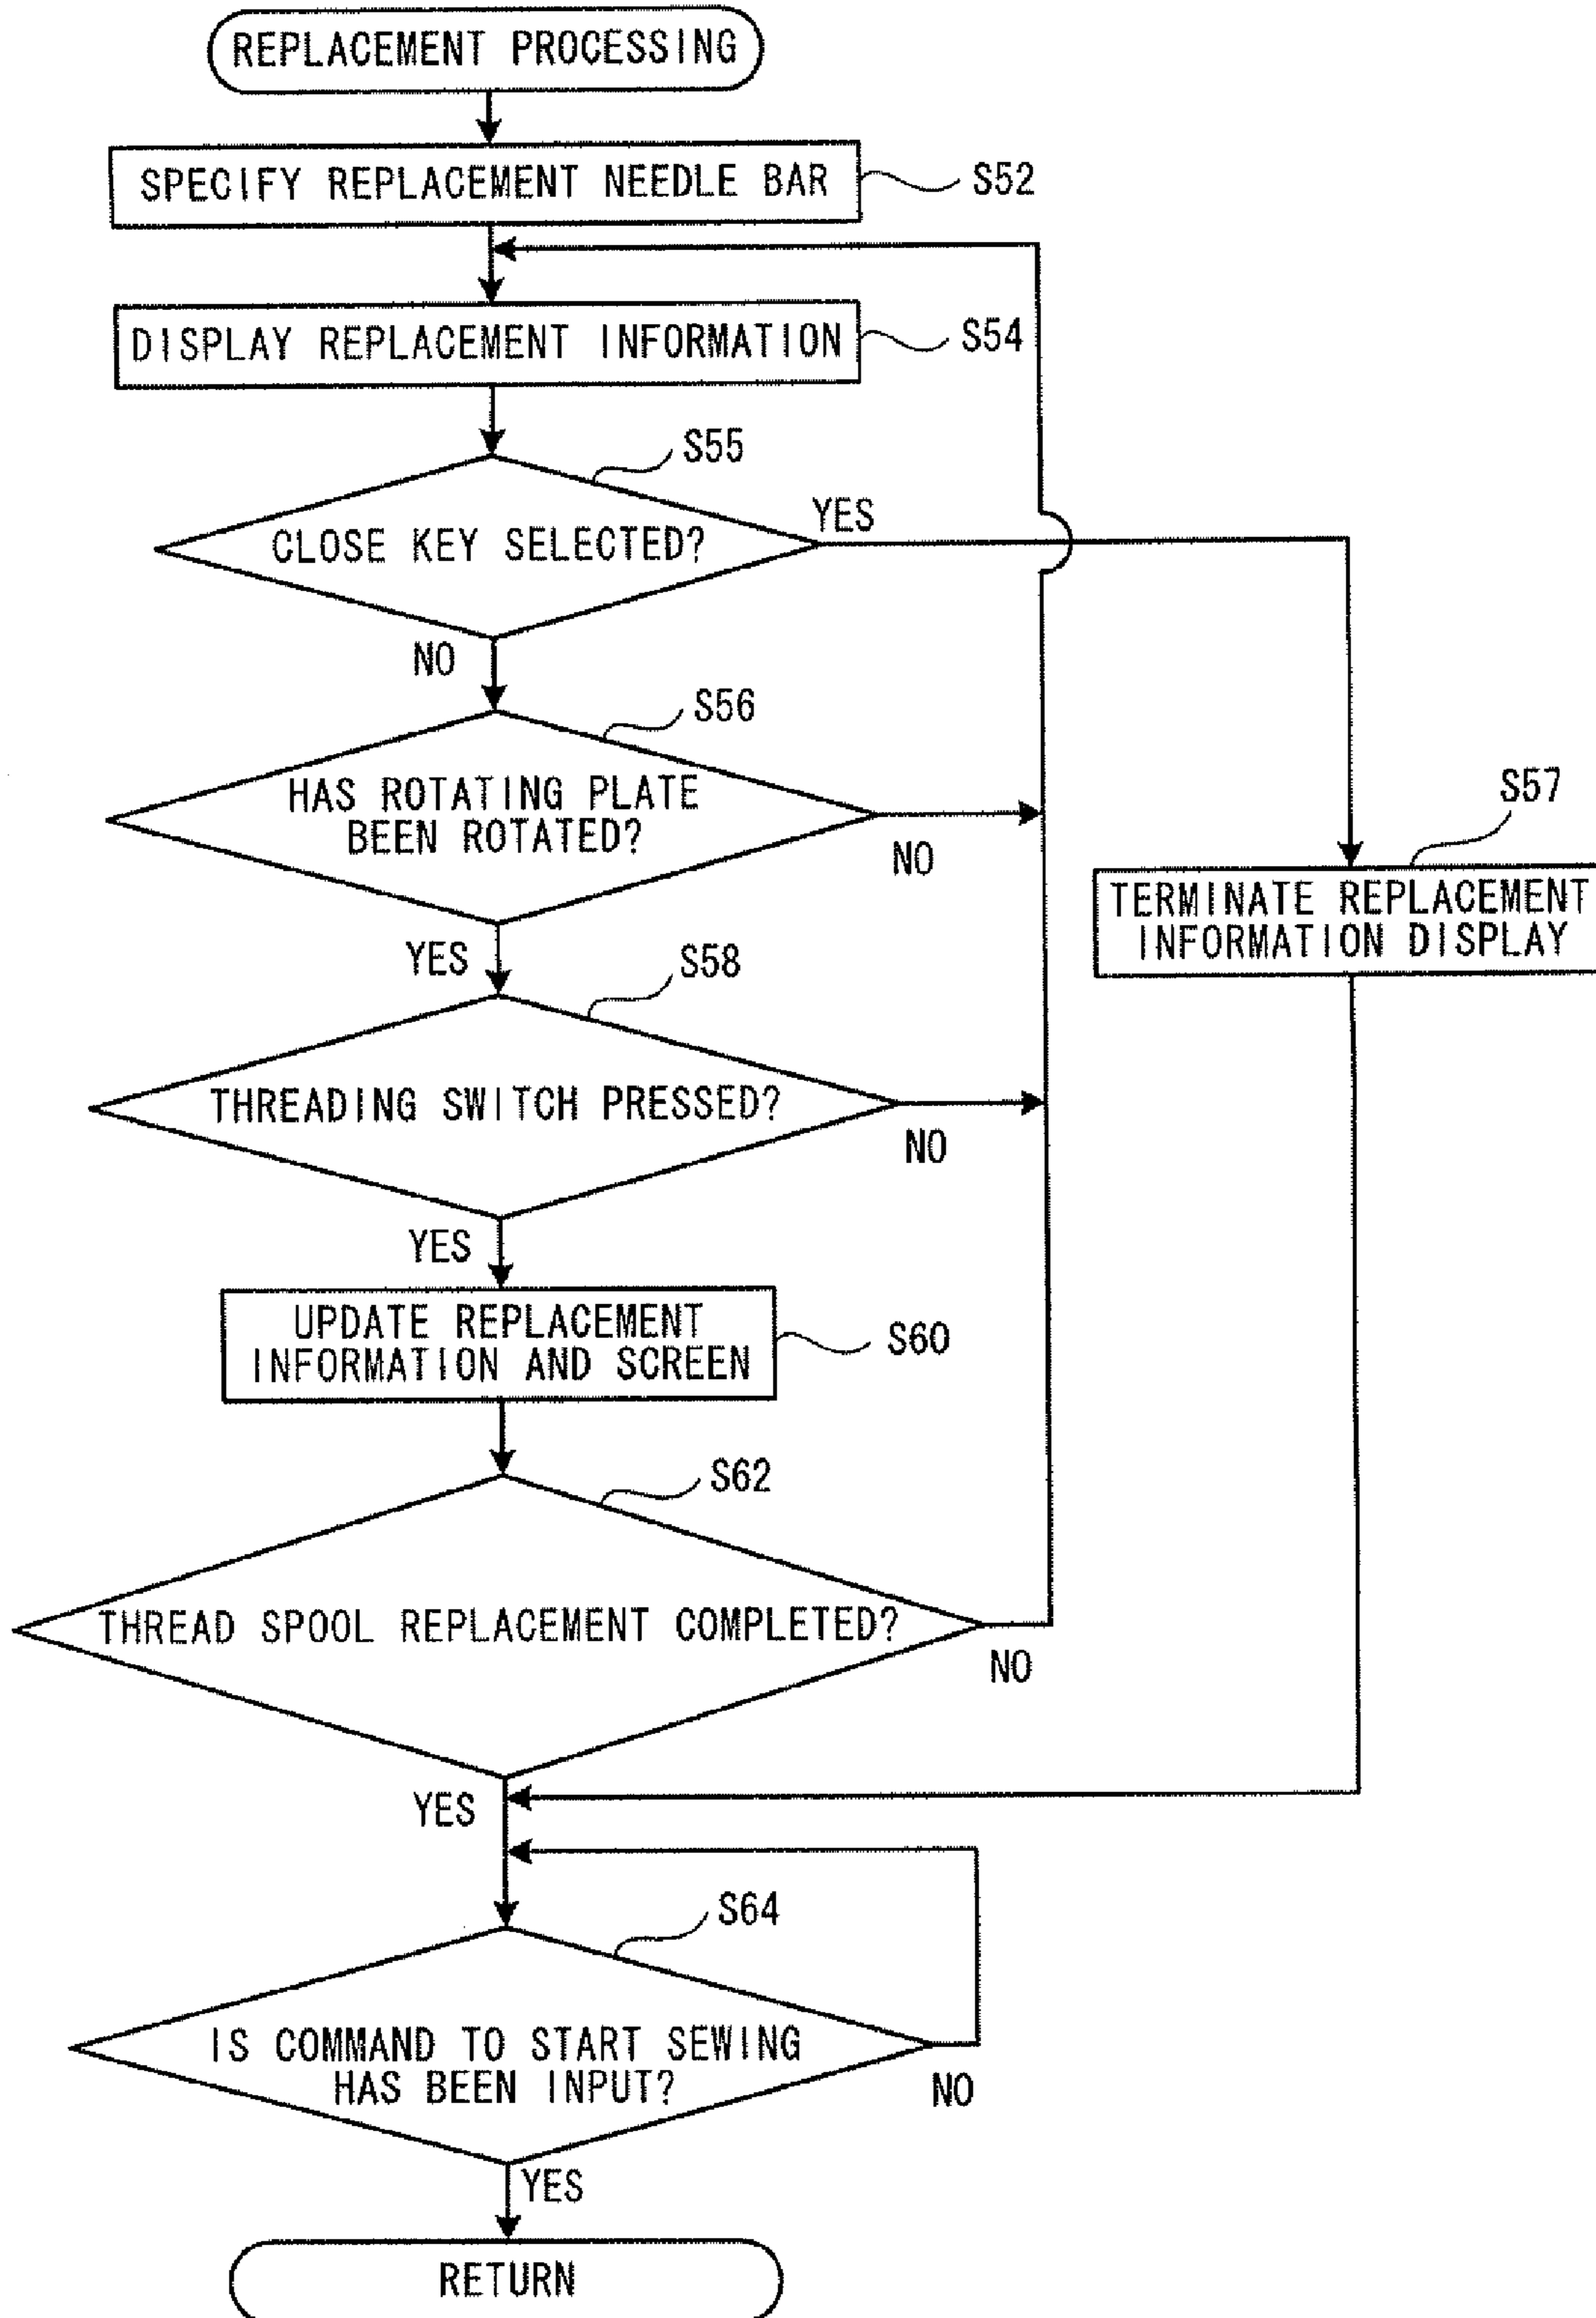 REPLACEMENT PROCESSING
SPECIFY REPLACEMENT NEEDLE BAR
S52
DISPLAY REPLACEMENT INFORMATION
S54
S55
CLOSE KEY SELECTED?
YES
NO
S56
HAS ROTATING PLATE
BEEN ROTATED?
NO
YES
S57
TERMINATE REPLACEMENT
INFORMATION DISPLAY
S58
THREADING SWITCH PRESSED?
NO
YES
UPDATE REPLACEMENT
INFORMATION AND SCREEN
S60
S62
THREAD SPOOL REPLACEMENT COMPLETED?
NO
YES
S64
IS COMMAND TO START SEWING
HAS BEEN INPUT?
NO
YES
RETURN